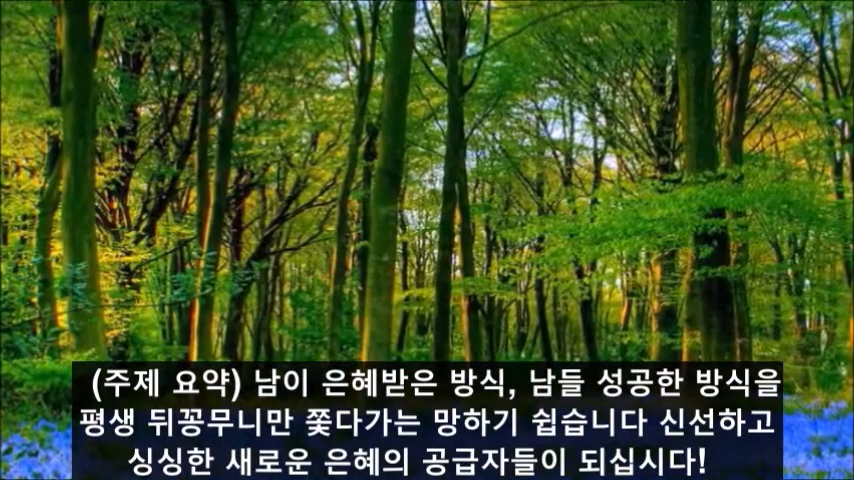 (주제 요약) 남이 은혜받은 방식, 남들 성공한 방식을
평생 뒤꽁무니만 쫓다가는 망하기 쉽습니다 신선하고
싱싱한 새로운 은혜의 공급자들이 되십시다!